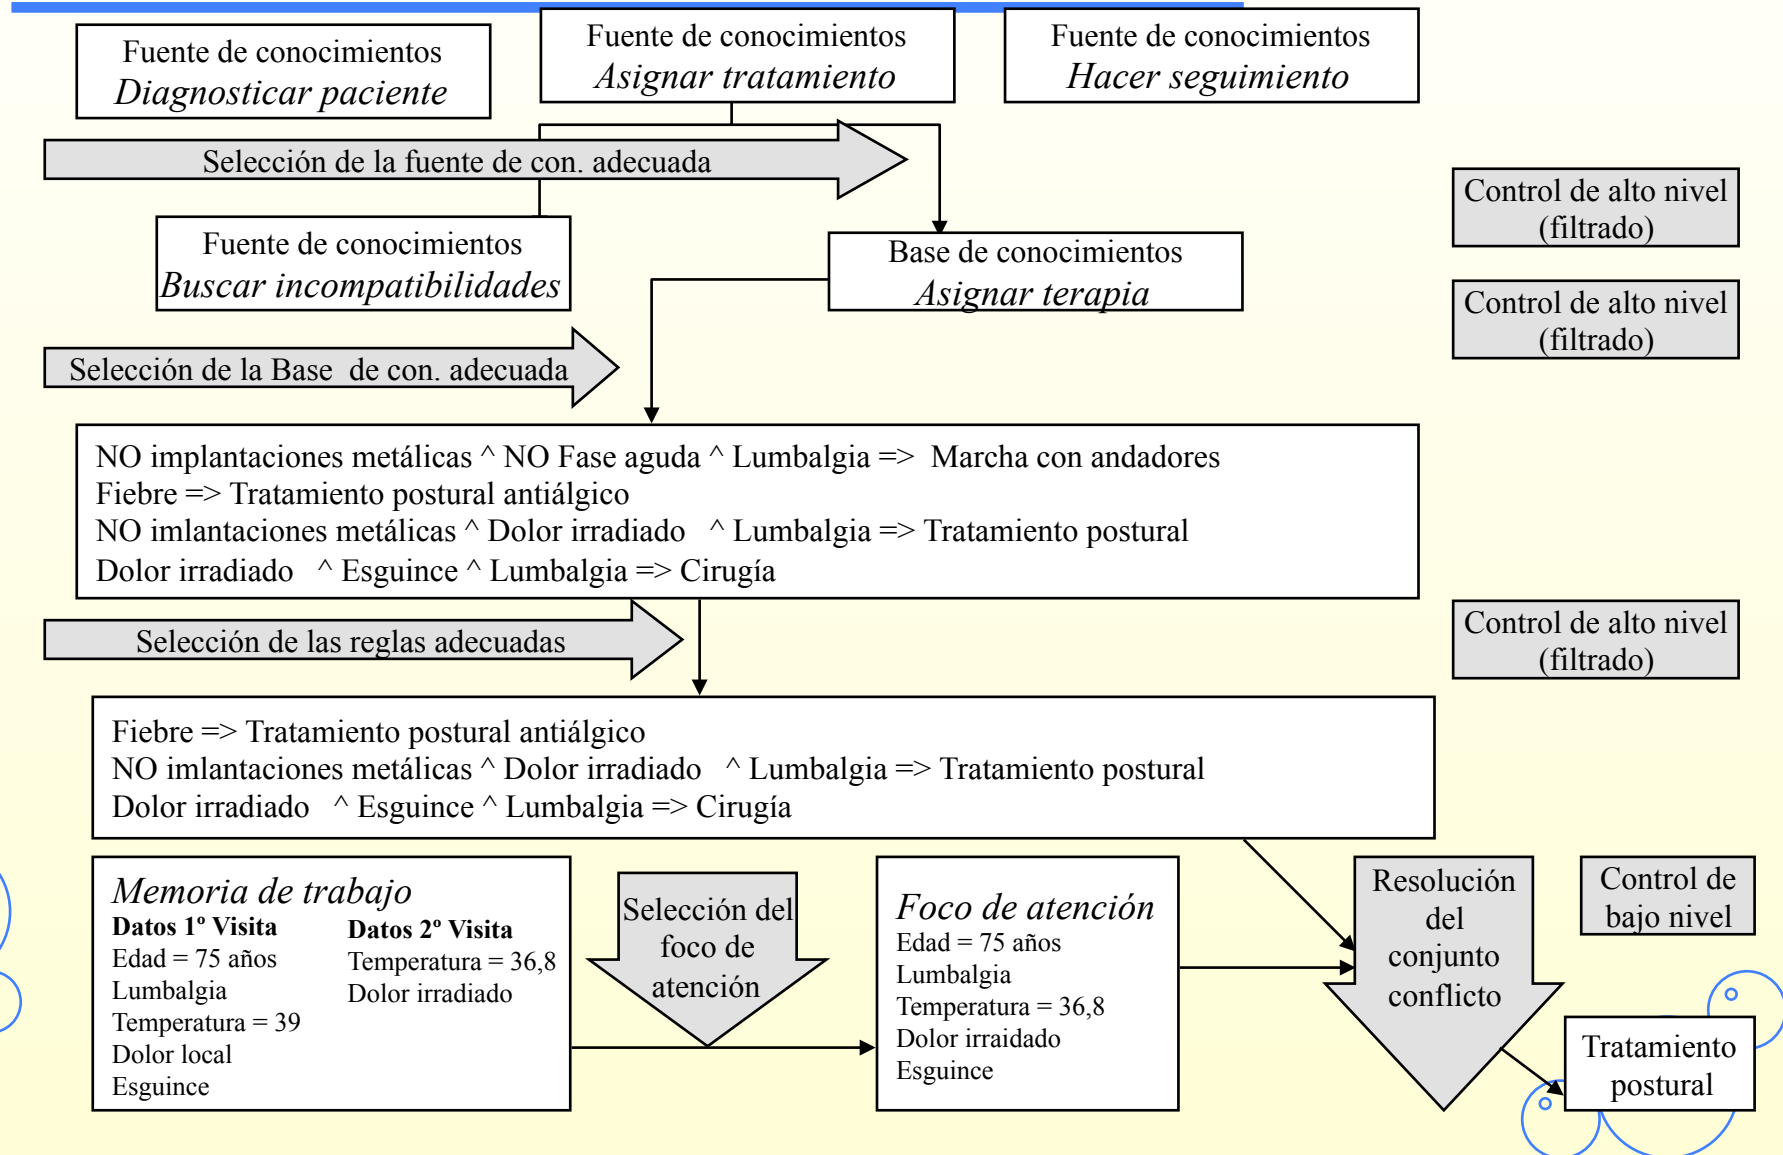 Fuente de conocimientos
Diagnosticar paciente
Fuente de conocimientos
Asignar tratamiento
Fuente de conocimientos
Hacer seguimiento
Selección de la fuente de con. adecuada
Control de alto nivel
(filtrado)
Fuente de conocimientos
Buscar incompatibilidades
Base de conocimientos
Asignar terapia
Control de alto nivel
(filtrado)
Selección de la Base de con. adecuada
NO implantaciones metálicas ^ NO Fase aguda ^ Lumbalgia => Marcha con andadores
Fiebre => Tratamiento postural antiálgico
NO imlantaciones metálicas ^ Dolor irradiado ^ Lumbalgia => Tratamiento postural
Dolor irradiado ^ Esguince ^ Lumbalgia => Cirugía
Selección de las reglas adecuadas
Control de alto nivel
(filtrado)
Fiebre => Tratamiento postural antiálgico
NO imlantaciones metálicas ^ Dolor irradiado ^ Lumbalgia => Tratamiento postural
Dolor irradiado ^ Esguince ^ Lumbalgia => Cirugía
Memoria de trabajo
Datos 1º Visita
Edad = 75 años
Lumbalgia
Temperatura = 39
Dolor local
Esguince
Datos 2º Visita
Temperatura = 36,8
Dolor irradiado
Selección del
foco de
atención
Foco de atención
Edad = 75 años
Lumbalgia
Temperatura = 36,8
Dolor irraidado
Esguince
Resolución
del
conjunto
conflicto
Control de
bajo nivel
Tratamiento
postural